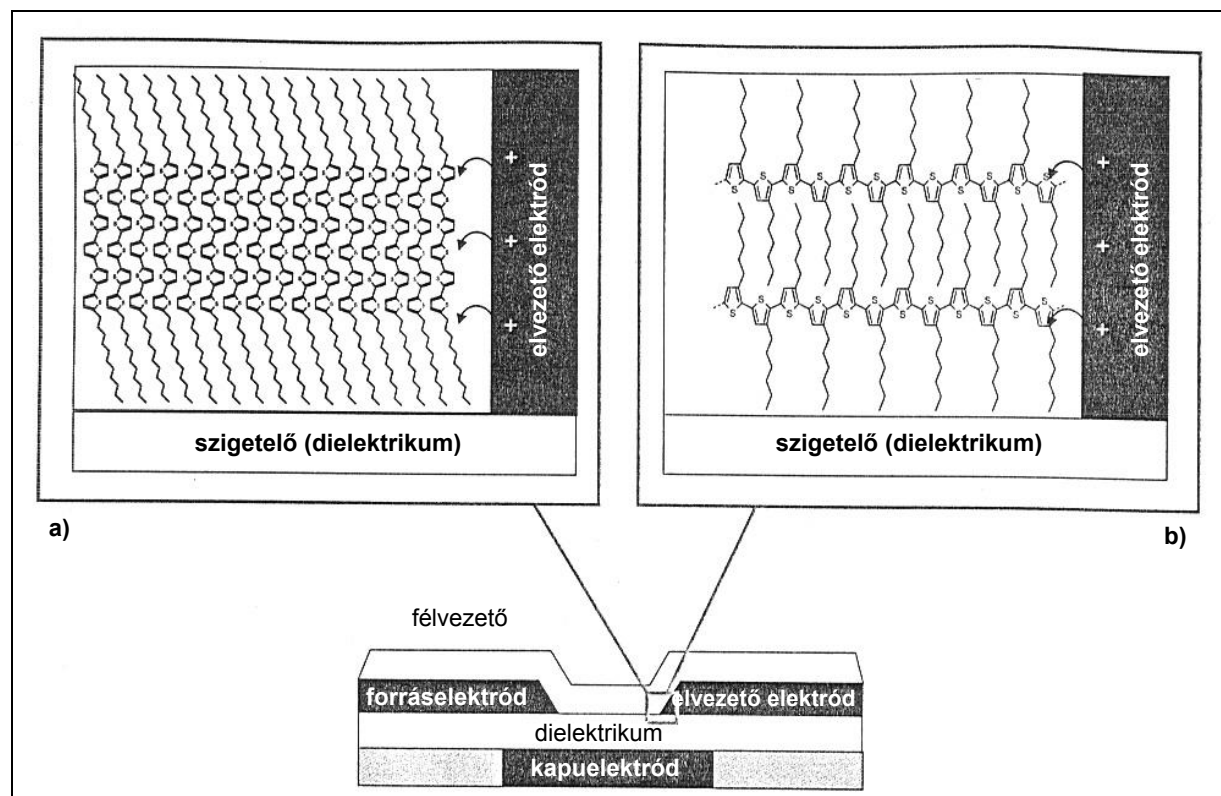 elvezető elektród
+
+
+
szigetelő (dielektrikum)
a)
elvezető elektród
+
+
+
szigetelő (dielektrikum)
b)
félvezető
forráselektród
elvezető elektród
dielektrikum
kapuelektród